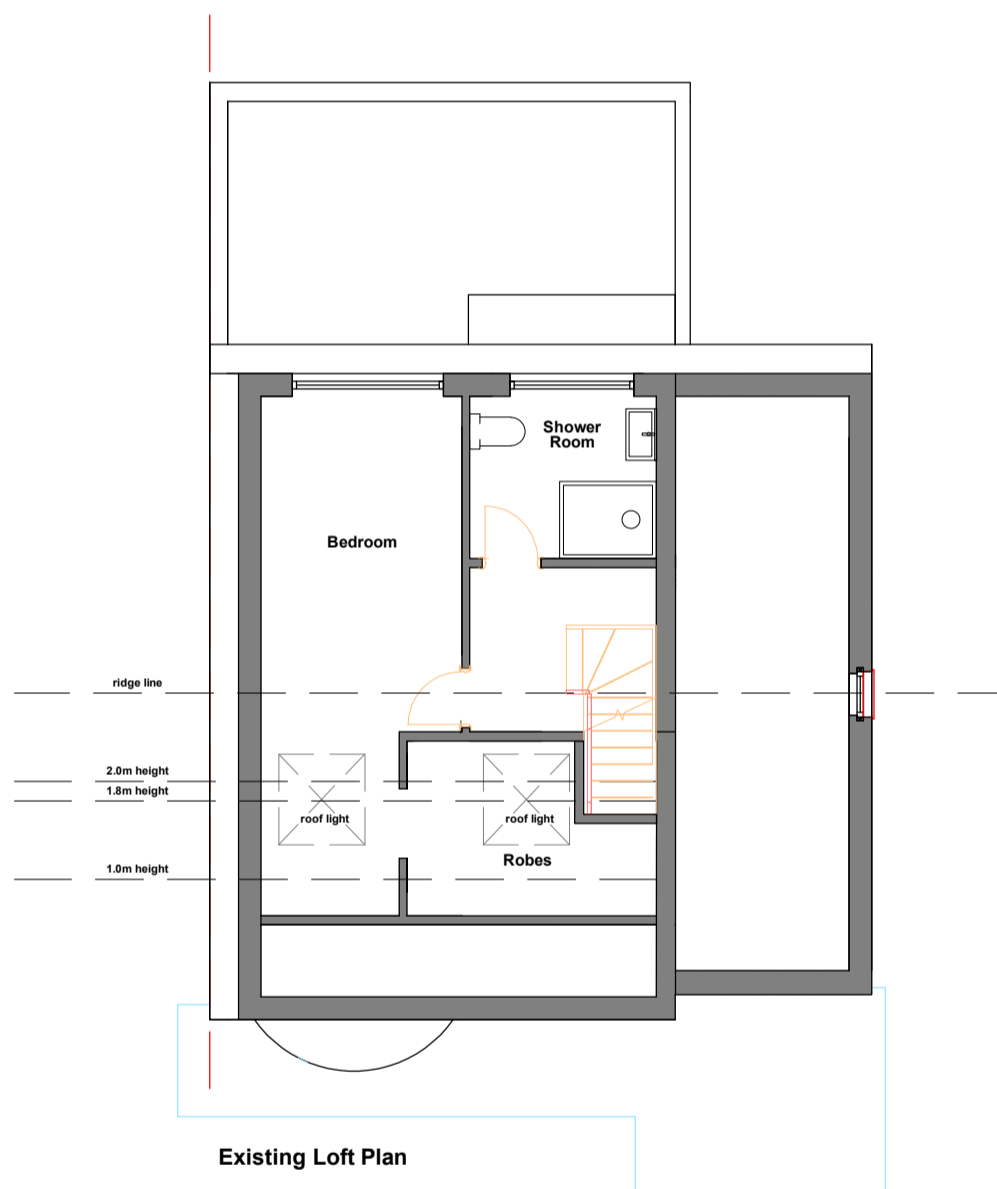 Shower
Room
Bedroom
ridge line
2.0m height
1.8m height
roof light
roof light
Robes
1.0m height
Existing Loft Plan